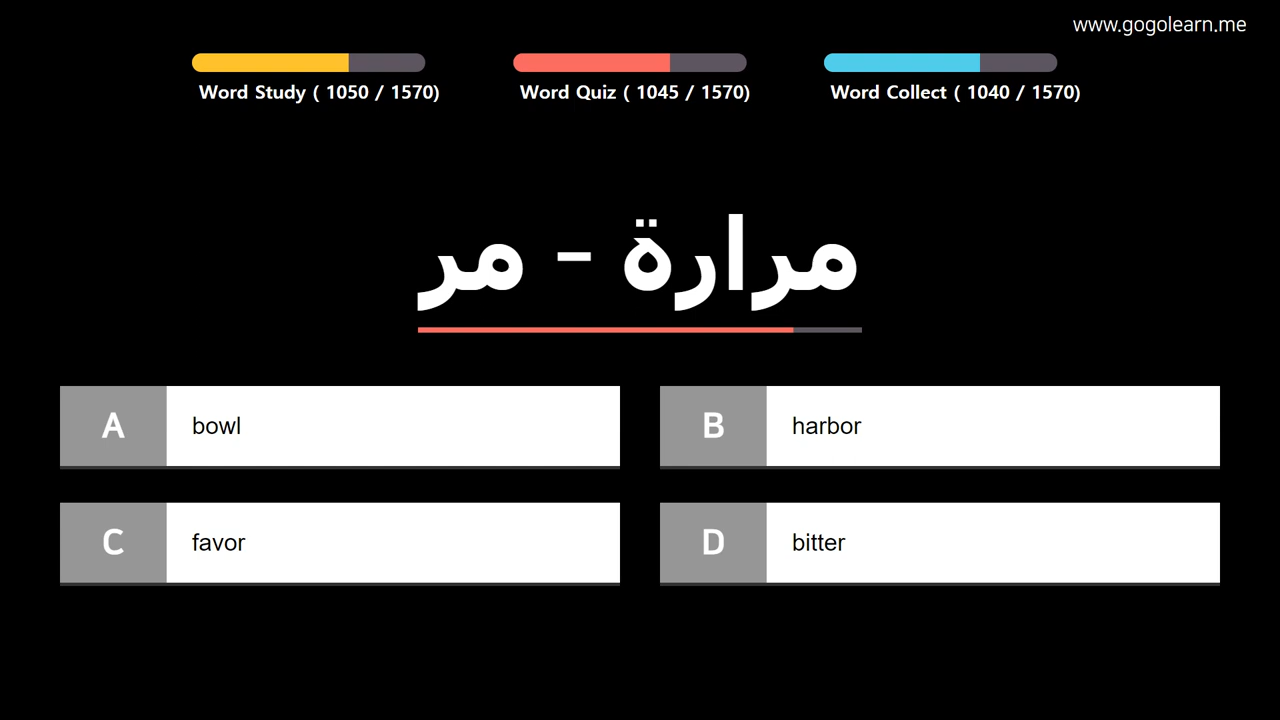 www.gogolearn.me
Word Study ( 1050 / 1570)
Word Quiz ( 1045 / 1570)
Word Collect ( 1040 / 1570)
مرارة - مر
A bowl
B harbor
C favor
D bitter